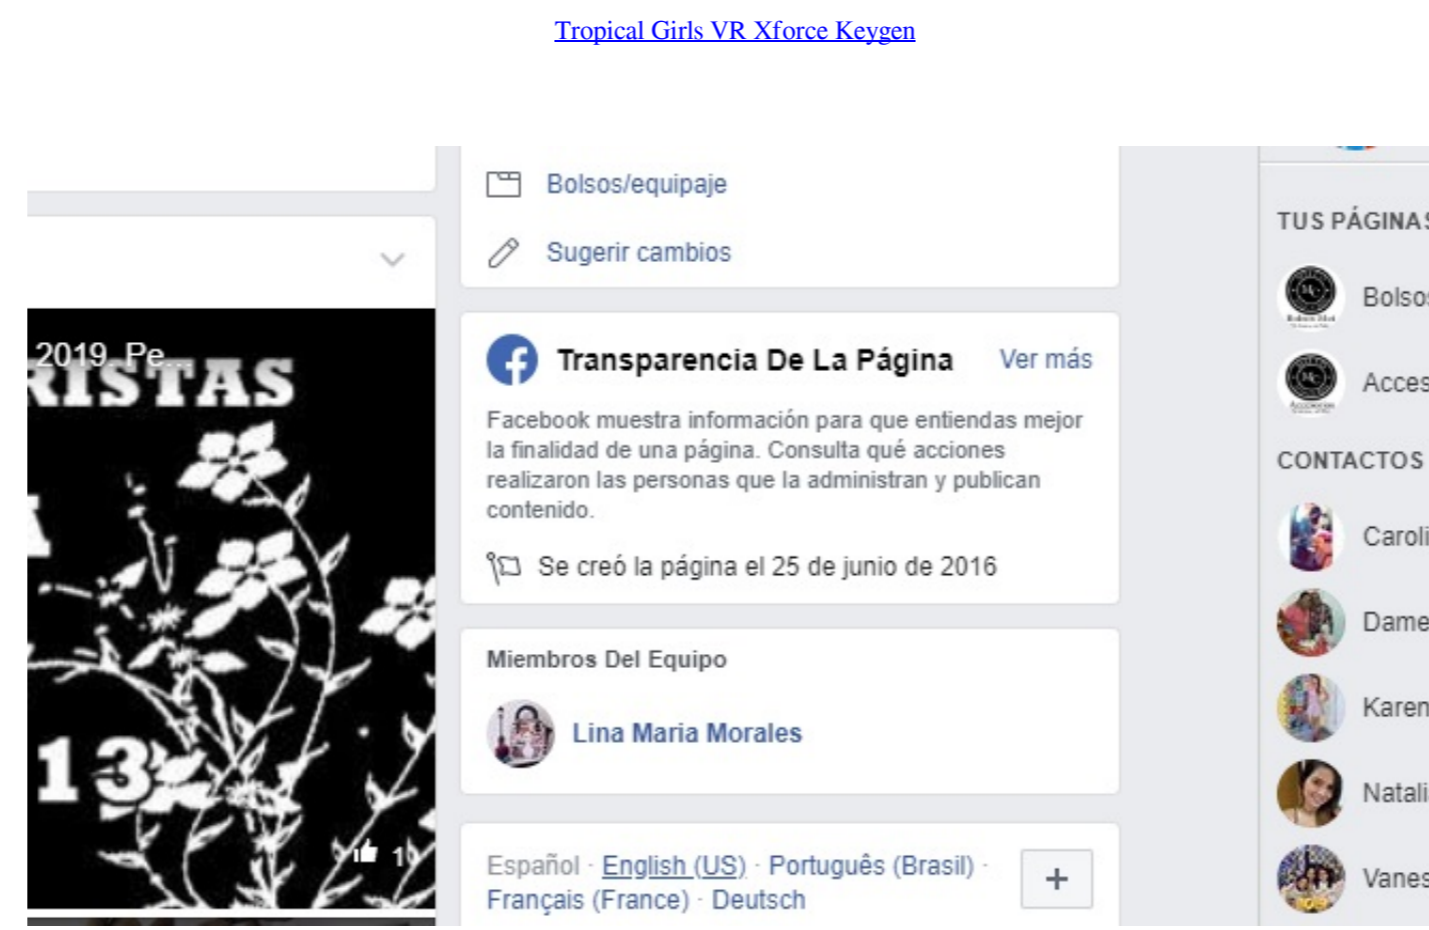 Tropical Girls VR Xforce Keygen
Bolsos/equipaje
Sugerir cambios
2019. Pe...
RISTAS
13
1
Transparencia De La Página Ver más
Facebook muestra información para que entiendas mejor
la finalidad de una página. Consulta qué acciones
realizaron las personas que la administran y publican
contenido.
Se creó la página el 25 de junio de 2016
Miembros Del Equipo
Lina Maria Morales
Español · English (US) · Português (Brasil) ·
Français (France) · Deutsch
+
TUS PÁGINAS
Bolsos
Acces
CONTACTOS
Caroli
Dame
Karen
Natali
Vanes